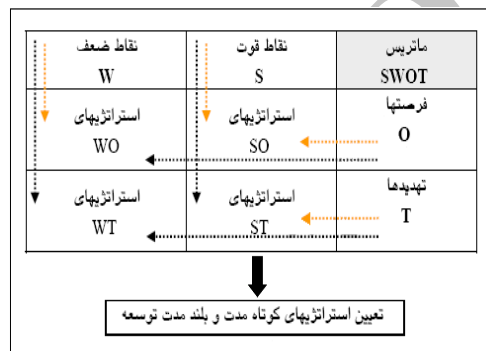 ماتریس
SWOT
نقاط قوت
S
نقاط ضعف
W
فرصتها
O
استراتژیهای
SO
استراتژیهای
WO
تهدیدها
T
استراتژیهای
ST
استراتژیهای
WT
تعیین استراتژیهای کوتاه مدت و بلند مدت توسعه